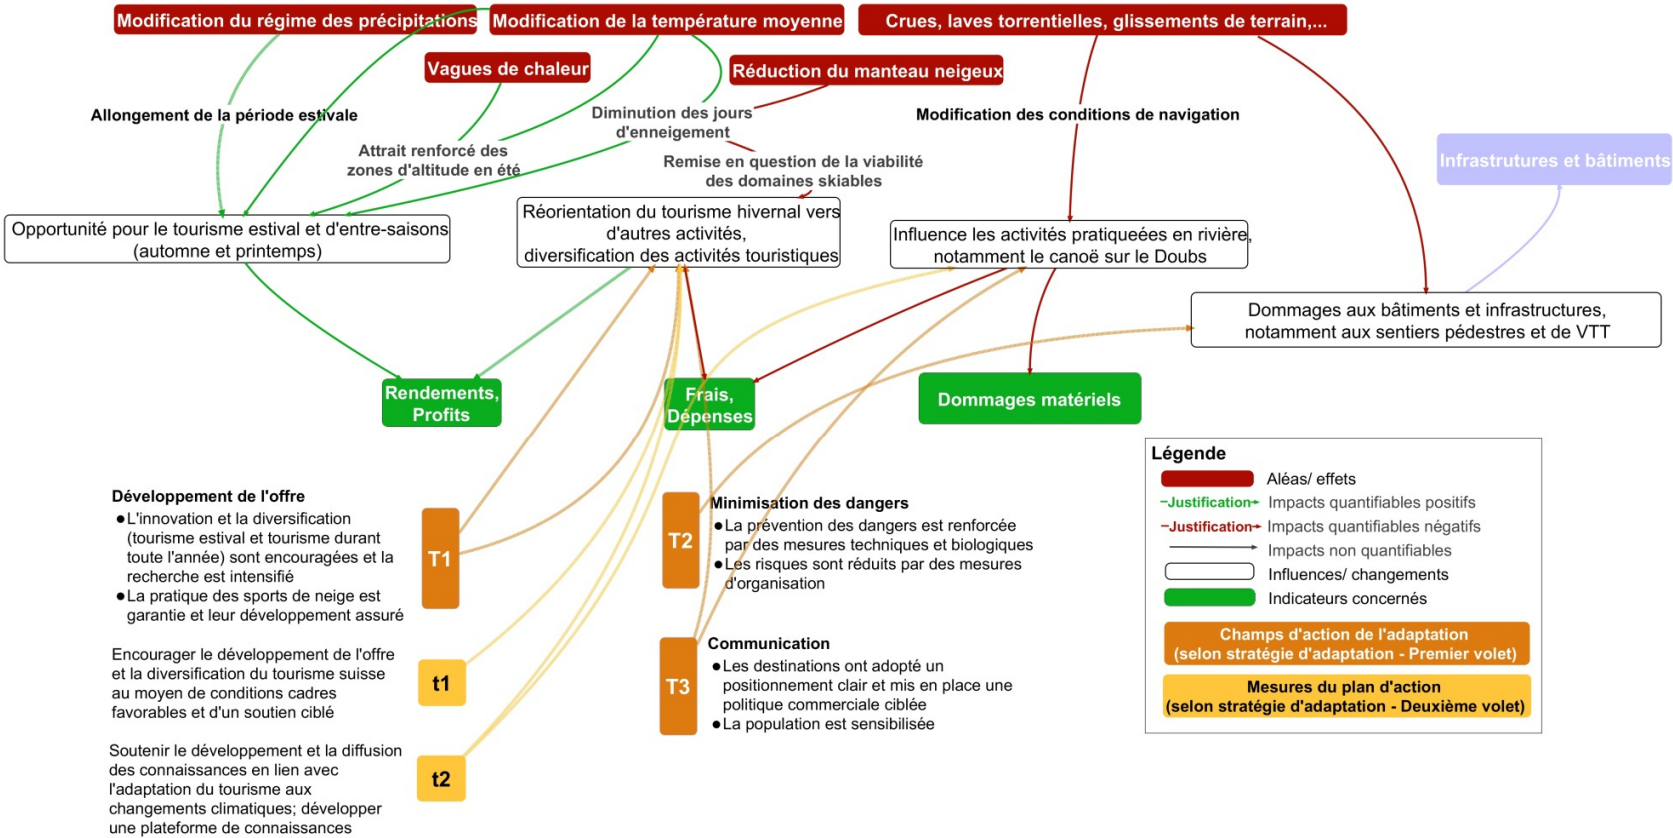 Modification du régime des précipitations
Modification de la température moyenne
Crues, laves torrentielles, glissements de terrain,...
Vagues de chaleur
Réduction du manteau neigeux
Allongement de la période estivale
Diminution des jours
d'enneigement
Modification des conditions de navigation
Attrait renforcé des
zones d'altitude en été
Remise en question de la viabilité
des domaines skiables
Infrastrutures et bâtiments
Opportunité pour le tourisme estival et d'entre-saisons
(automne et printemps)
Réorientation du tourisme hivernal vers
d'autres activités,
diversification des activités touristiques
Influence les activités pratiqueées en rivière,
notamment le canoë sur le Doubs
Dommages aux bâtiments et infrastructures,
notamment aux sentiers pédestres et de VTT
Rendements,
Profits
Frais,
Dépenses
Dommages matériels
Développement de l'offre
●L'innovation et la diversification
(tourisme estival et tourisme durant
toute l'année) sont encouragées et la
recherche est intensifié
●La pratique des sports de neige est
garantie et leur développement assuré
T1
Encourager le développement de l'offre
et la diversification du tourisme suisse
au moyen de conditions cadres
favorables et d'un soutien ciblé
t1
Soutenir le développement et la diffusion
des connaissances en lien avec
l'adaptation du tourisme aux
changements climatiques; développer
une plateforme de connaissances
t2
T2
Minimisation des dangers
●La prévention des dangers est renforcée
par des mesures techniques et biologiques
●Les risques sont réduits par des mesures
d'organisation
T3
Communication
●Les destinations ont adopté un
positionnement clair et mis en place une
politique commerciale ciblée
●La population est sensibilisée
Légende
Aléas/ effets
Justification Impacts quantifiables positifs
Justification Impacts quantifiables négatifs
Impacts non quantifiables
Influences/ changements
Indicateurs concernés
Champs d'action de l'adaptation
(selon stratégie d'adaptation - Premier volet)
Mesures du plan d'action
(selon stratégie d'adaptation - Deuxième volet)